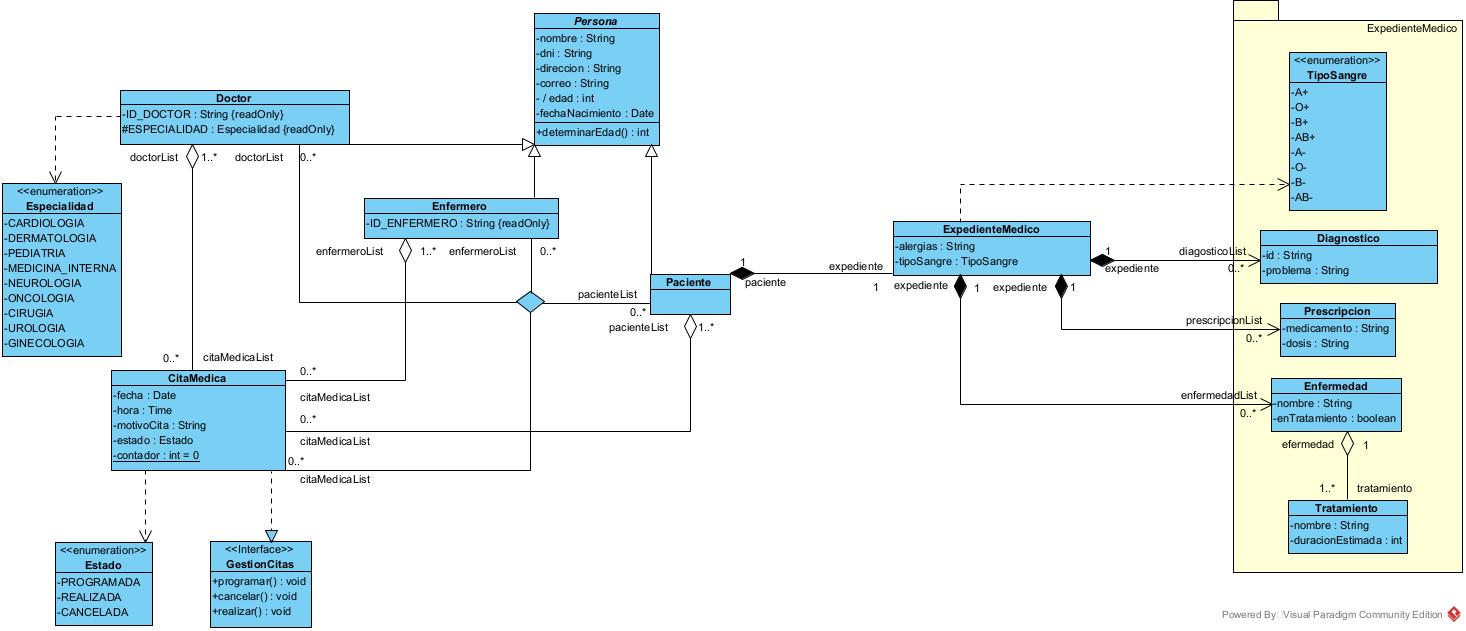 Persona
-nombre : String
-dni : String
-direccion : String
-correo : String
- / edad : int
-fechaNacimiento : Date
+determinarEdad() : int
Doctor
-ID_DOCTOR : String {readOnly}
#ESPECIALIDAD : Especialidad {readOnly}
doctorList
1..*
doctorList
0..*
<<enumeration>>
Especialidad
-CARDIOLOGIA
-DERMATOLOGIA
-PEDIATRIA
-MEDICINA_INTERNA
-NEUROLOGIA
-ONCOLOGIA
-CIRUGIA
-UROLOGIA
-GINECOLOGIA
Enfermero
-ID_ENFERMERO : String {readOnly}
enfermeroList
1..*
enfermeroList
0..*
Paciente
pacienteList
0..*
pacienteList
1..*
1
paciente
expediente
1
0..*
citaMedicaList
CitaMedica
-fecha : Date
-hora : Time
-motivoCita : String
-estado : Estado
-contador : int = 0
0..*
citaMedicaList
0..*
citaMedicaList
0..*
citaMedicaList
<<enumeration>>
Estado
-PROGRAMADA
-REALIZADA
-CANCELADA
<<Interface>>
GestionCitas
+programar() : void
+cancelar() : void
+realizar() : void
ExpedienteMedico
-alergias : String
-tipoSangre : TipoSangre
expediente
1
expediente
1
1
expediente
diagosticoList
0..*
prescripcionList
0..*
enfermedadList
0..*
ExpedienteMedico
<<enumeration>>
TipoSangre
-A+
-O+
-B+
-AB+
-A-
-O-
-B-
-AB-
Diagnostico
-id : String
-problema : String
Prescripcion
-medicamento : String
-dosis : String
Enfermedad
-nombre : String
-enTratamiento : boolean
efermedad
1
1..*
tratamiento
Tratamiento
-nombre : String
-duracionEstimada : int
Powered By Visual Paradigm Community Edition